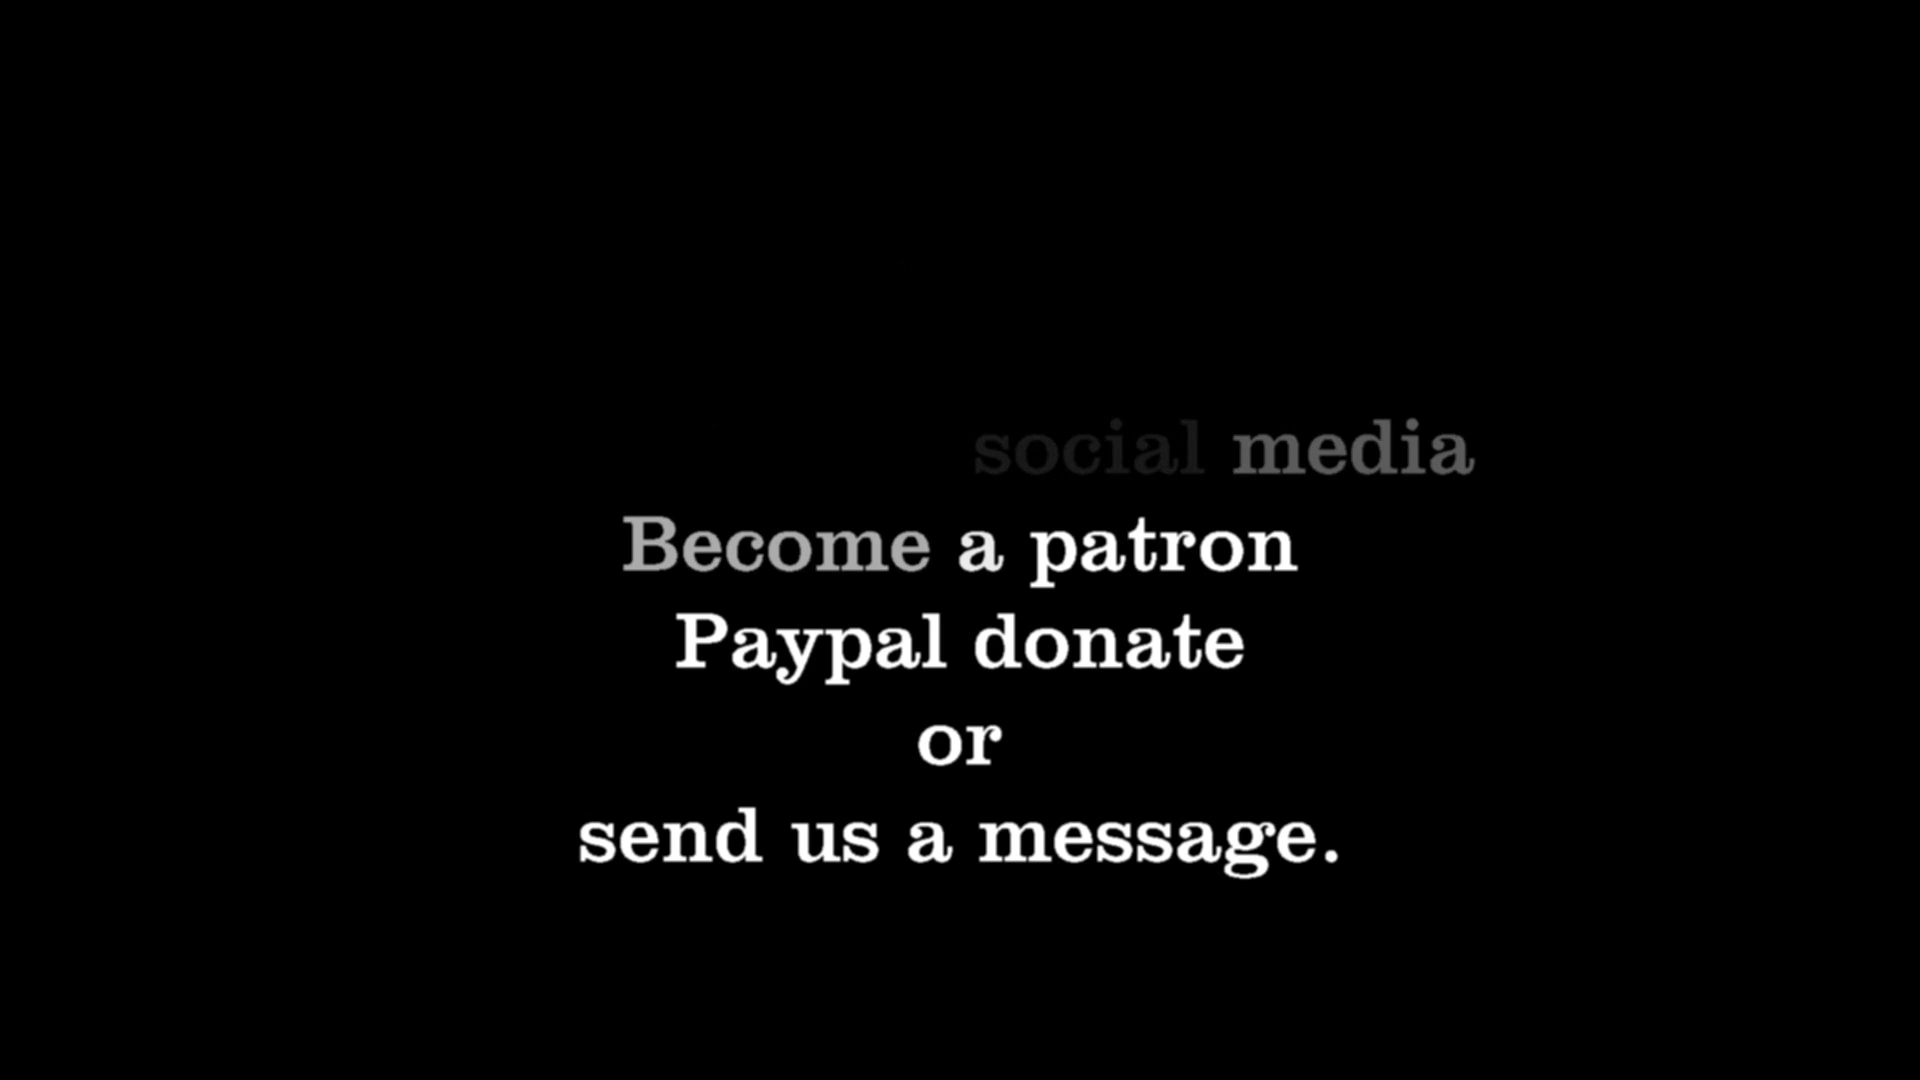 social media
Become a patron
Paypal donate
or
send us a message.